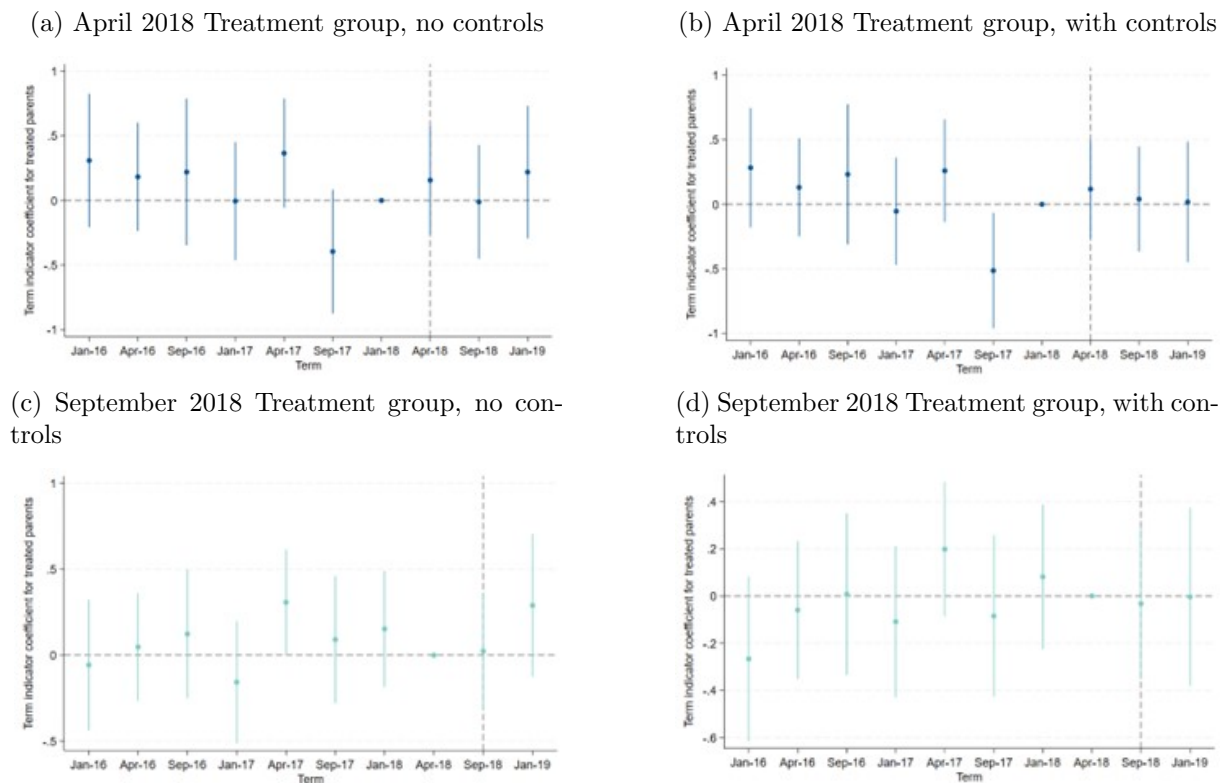 (a) April 2018 Treatment group, no controls
(b) April 2018 Treatment group, with controls
Term indicator coefficient for treated parents
1
.5
0
-.5
-1
Jan-16 Apr-16 Sep-16 Jan-17 Apr-17 Sep-17 Jan-18 Apr-18 Sep-18 Jan-19
Term
Term indicator coefficient for treated parents
1
.5
0
-.5
-1
Jan-16 Apr-16 Sep-16 Jan-17 Apr-17 Sep-17 Jan-18 Apr-18 Sep-18 Jan-19
Term
(c) September 2018 Treatment group, no con-
trols
(d) September 2018 Treatment group, with con-
trols
Term indicator coefficient for treated parents
1
.5
0
-.5
Jan-16 Apr-16 Sep-16 Jan-17 Apr-17 Sep-17 Jan-18 Apr-18 Sep-18 Jan-19
Term
Term indicator coefficient for treated parents
.4
.2
0
-.2
-.4
-.6
Jan-16 Apr-16 Sep-16 Jan-17 Apr-17 Sep-17 Jan-18 Apr-18 Sep-18 Jan-19
Term